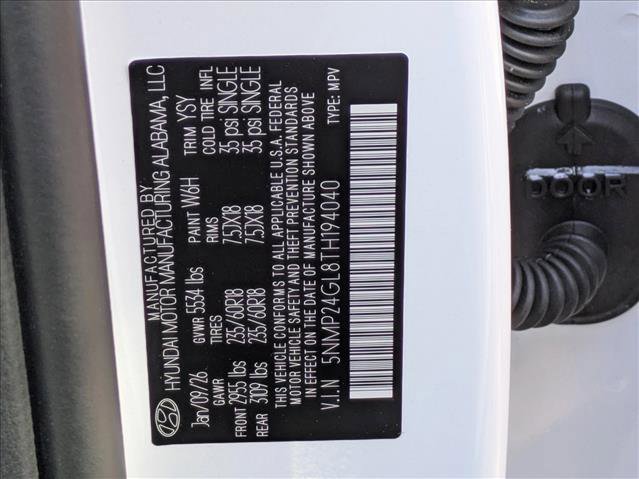 MANUFACTURED BY
HYUNDAI MOTOR MANUFACTURING ALABAMA, LLC
Jan/09/26 GVWR 5534 lbs PAINT W6H TRIM YSY
GAWR TIRES RIMS COLD TIRE INFL
FRONT 2955 lbs 235/60R18 7.5JX18 35 psi SINGLE
REAR 3109 lbs 235/60R18 7.5JX18 35 psi SINGLE
THIS VEHICLE CONFORMS TO ALL APPLICABLE U.S.A. FEDERAL
MOTOR VEHICLE SAFETY AND THEFT PREVENTION STANDARDS
IN EFFECT ON THE DATE OF MANUFACTURE SHOWN ABOVE
V.I.N 5NMP24GL8TH194040 TYPE: MPV
DOOR